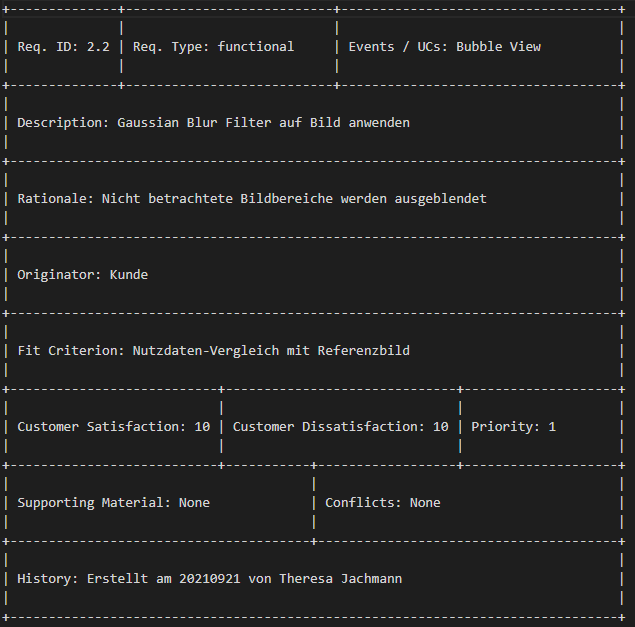 Req. ID: 2.2 | Req. Type: functional | Events / UCs: Bubble View
Description: Gaussian Blur Filter auf Bild anwenden
Rationale: Nicht betrachtete Bildbereiche werden ausgeblendet
Originator: Kunde
Fit Criterion: Nutzdaten-Vergleich mit Referenzbild
Customer Satisfaction: 10 | Customer Dissatisfaction: 10 | Priority: 1
Supporting Material: None | Conflicts: None
History: Erstellt am 20210921 von Theresa Jachmann